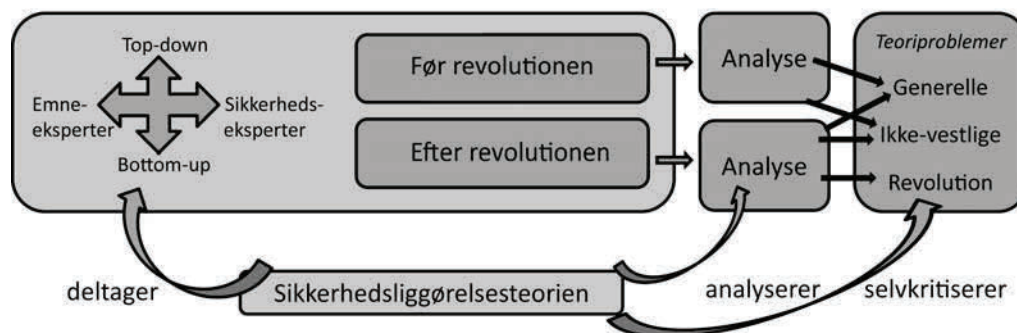 Top-down
Emne-
eksperter
Sikkerheds-
eksperter
Bottom-up
Før revolutionen
Efter revolutionen
Analyse
Analyse
Teoriproblemer
Generelle
Ikke-vestlige
Revolution
deltager
Sikkerhedsliggørelsesteorien
analyserer
selvkritiserer